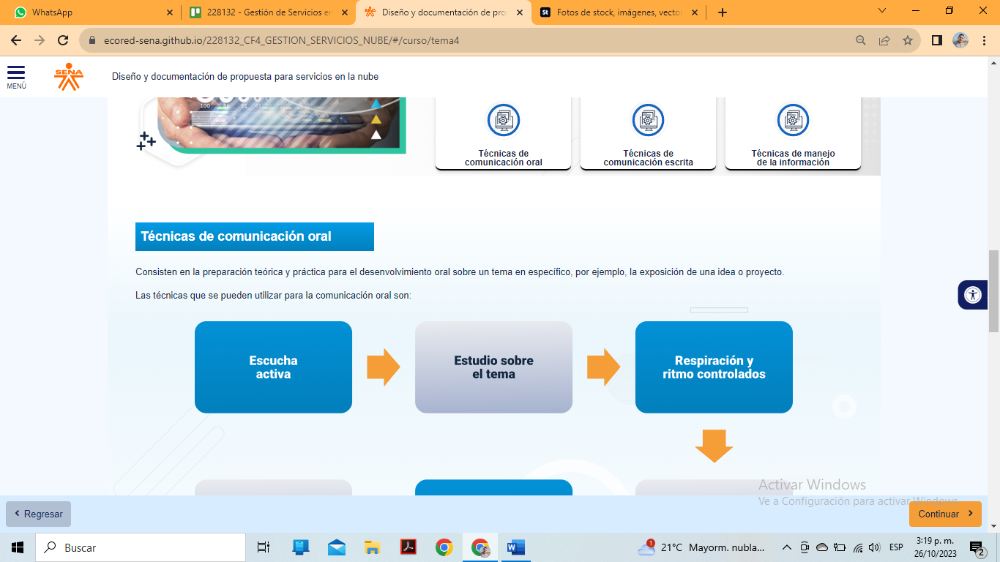 WhatsApp
228132 - Gestión de Servicios en
Diseño y documentación de pro
Fotos de stock, imágenes, vector
ecored-sena.github.io/228132_CF4_GESTION_SERVICIOS_NUBE/#/curso/tema4
MENÚ
SENA
Diseño y documentación de propuesta para servicios en la nube
Técnicas de
comunicación oral
Técnicas de
comunicación escrita
Técnicas de manejo
de la información
Técnicas de comunicación oral
Consisten en la preparación teórica y práctica para el desenvolvimiento oral sobre un tema en específico, por ejemplo, la exposición de una idea o proyecto.
Las técnicas que se pueden utilizar para la comunicación oral son:
Escucha
activa
Estudio sobre
el tema
Respiración y
ritmo controlados
Activar Windows
Ve a Configuración para activar Windows.
Regresar
Continuar
Buscar
1
21°C Mayorm. nubla...
ESP
3:19 p. m.
26/10/2023
2